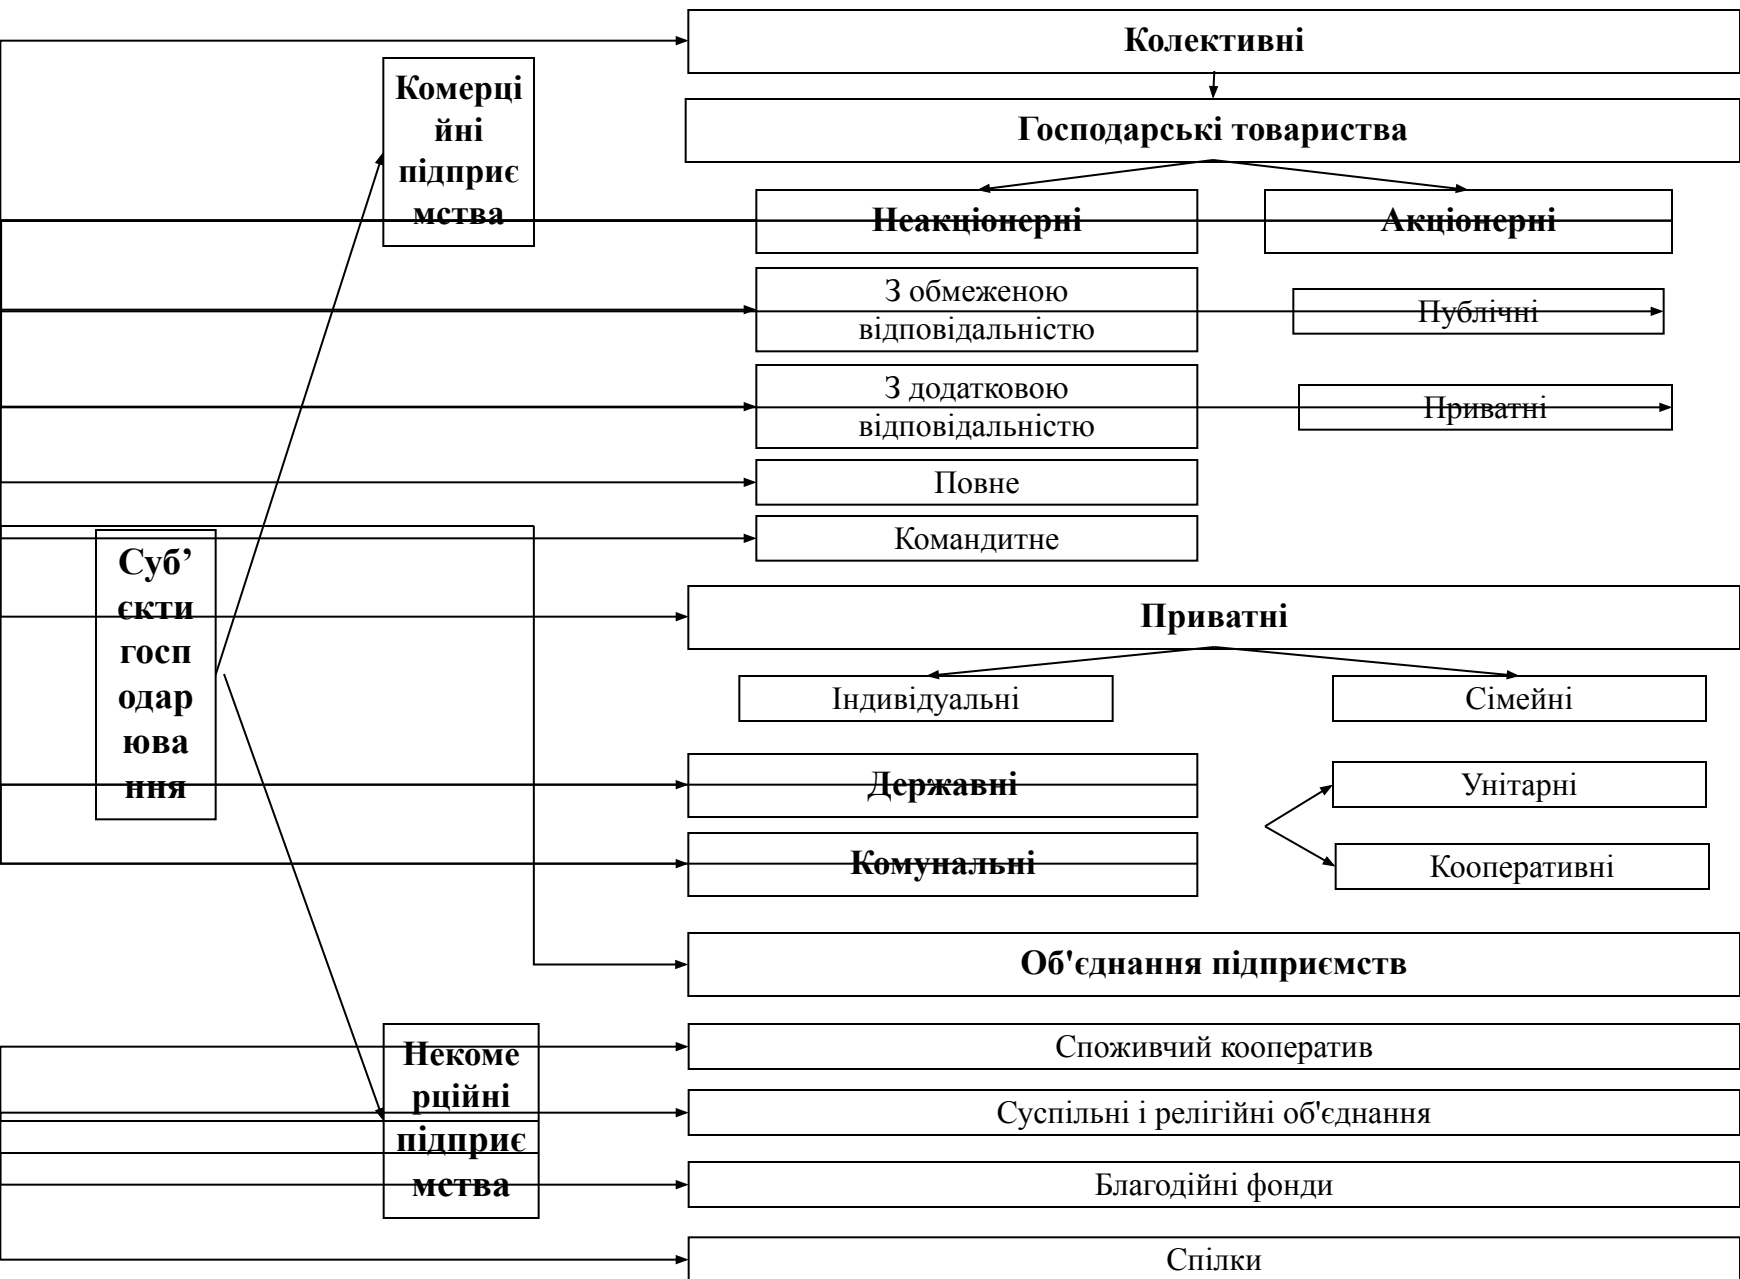 Колективні
Комерці
йні
підприє
мства
Господарські товариства
Неакціонерні
Акціонерні
З обмеженою
відповідальністю
Публічні
З додатковою
відповідальністю
Приватні
Повне
Командитне
Суб’
єкти
госп
одар
юва
ння
Приватні
Індивідуальні
Сімейні
Державні
Унітарні
Комунальні
Кооперативні
Об'єднання підприємств
Некоме
рційні
підприє
мства
Споживчий кооператив
Суспільні і релігійні об'єднання
Благодійні фонди
Спілки